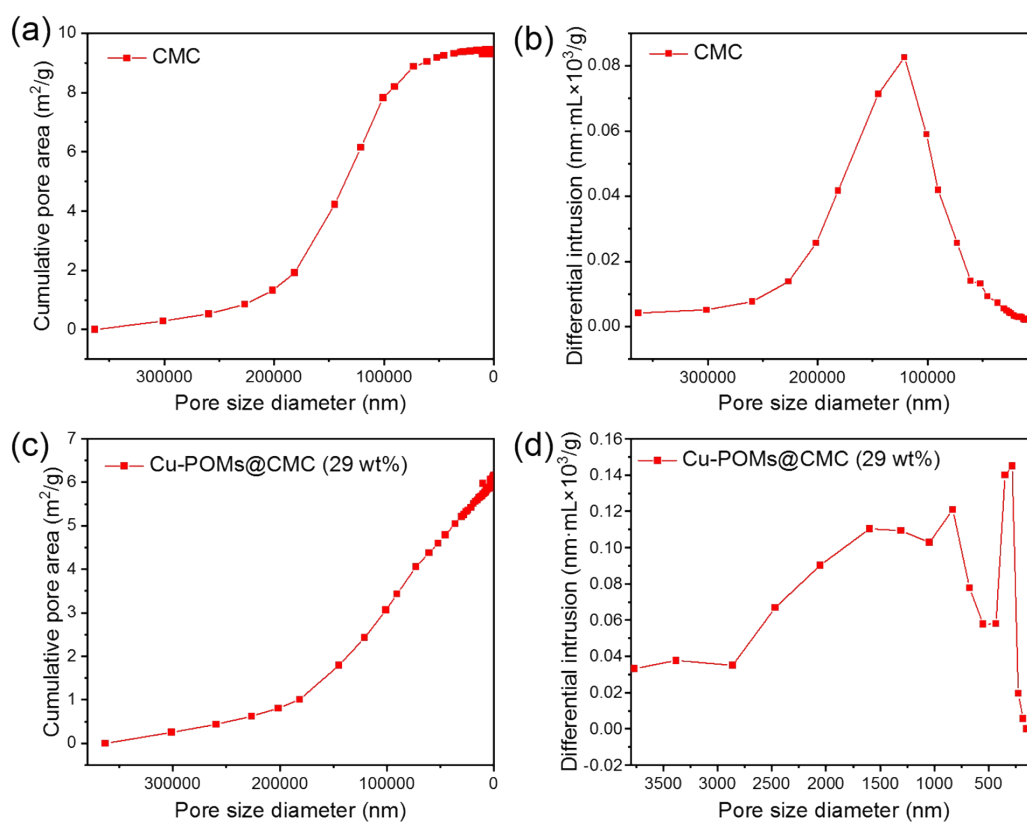 (a)
CMC
Cumulative pore area (m²/g)
10
8
6
4
2
0
300000 200000 100000 0
Pore size diameter (nm)
(b)
CMC
Differential intrusion (nm·mL×10³/g)
0.08
0.06
0.04
0.02
0.00
300000 200000 100000
Pore size diameter (nm)
(c)
Cu-POMs@CMC (29 wt%)
Cumulative pore area (m²/g)
7
6
5
4
3
2
1
0
300000 200000 100000 0
Pore size diameter (nm)
(d)
Cu-POMs@CMC (29 wt%)
Differential intrusion (nm·mL×10³/g)
0.16
0.14
0.12
0.10
0.08
0.06
0.04
0.02
0.00
-0.02
3500 3000 2500 2000 1500 1000 500
Pore size diameter (nm)